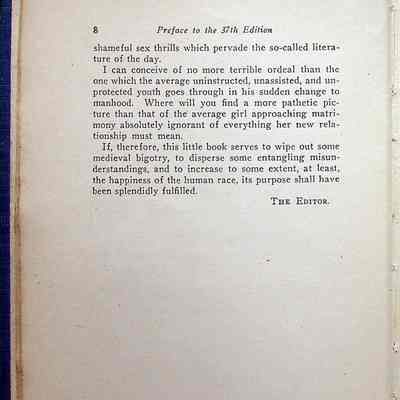 8 Preface to the 37th Edition
shameful sex thrills which pervade the so-called litera-
ture of the day.
I can conceive of no more terrible ordeal than the
one which the average uninstructed, unassisted, and un-
protected youth goes through in his sudden change to
manhood. Where will you find a more pathetic pic-
ture than that of the average girl approaching matri-
mony absolutely ignorant of everything her new rela-
tionship must mean.
If, therefore, this little book serves to wipe out some
medieval bigotry, to disperse some entangling misun-
derstandings, and to increase to some extent, at least,
the happiness of the human race, its purpose shall have
been splendidly fulfilled.
The Editor.